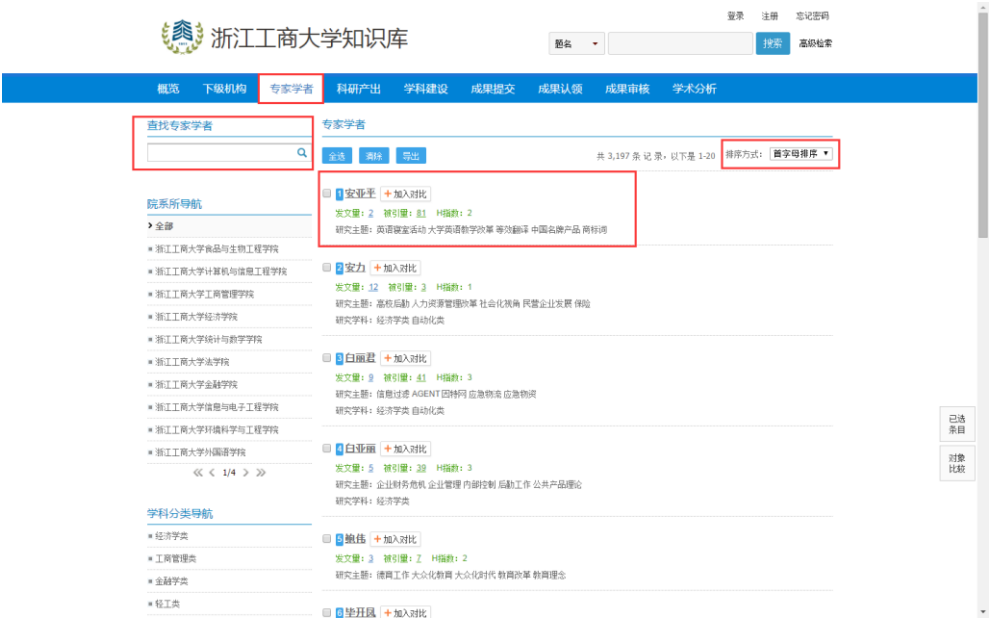 登录 注册 忘记密码
浙江工商大学知识库
题名 搜索 高级检索
概览 下级机构 专家学者 科研产出 学科建设 成果提交 成果认领 成果审核 学术分析
查找专家学者
院系所导航
全部
浙江工商大学食品与生物工程学院
浙江工商大学计算机与信息工程学院
浙江工商大学工商管理学院
浙江工商大学经济学院
浙江工商大学统计与数学学院
浙江工商大学法学院
浙江工商大学金融学院
浙江工商大学信息与电子工程学院
浙江工商大学环境科学与工程学院
浙江工商大学外国语学院
1/4
学科分类导航
经济学类
工商管理类
金融学类
轻工类
专家学者
全选 清除 导出 共 3,197 条 记 录，以下是 1-20 排序方式： 首字母排序
1 安亚平 +加入对比
发文量：2 被引量：81 H指数：2
研究主题：英语寝室活动 大学英语教学改革 等效翻译 中国名牌产品 商标词
2 安力 +加入对比
发文量：12 被引量：3 H指数：1
研究主题：高校后勤 人力资源管理改革 社会化视角 民营企业发展 保险
研究学科：经济学类 自动化类
3 白丽君 +加入对比
发文量：9 被引量：41 H指数：3
研究主题：信息过滤 AGENT 因特网 应急物流 应急物资
研究学科：经济学类 自动化类
4 白亚丽 +加入对比
发文量：5 被引量：39 H指数：3
研究主题：企业财务危机 企业管理 内部控制 后勤工作 公共产品理论
研究学科：经济学类
5 鲍伟 +加入对比
发文量：3 被引量：7 H指数：2
研究主题：德育工作 大众化教育 大众化时代 教育改革 教育理念
6 毕开凤 +加入对比
已选
条目
对象
比较